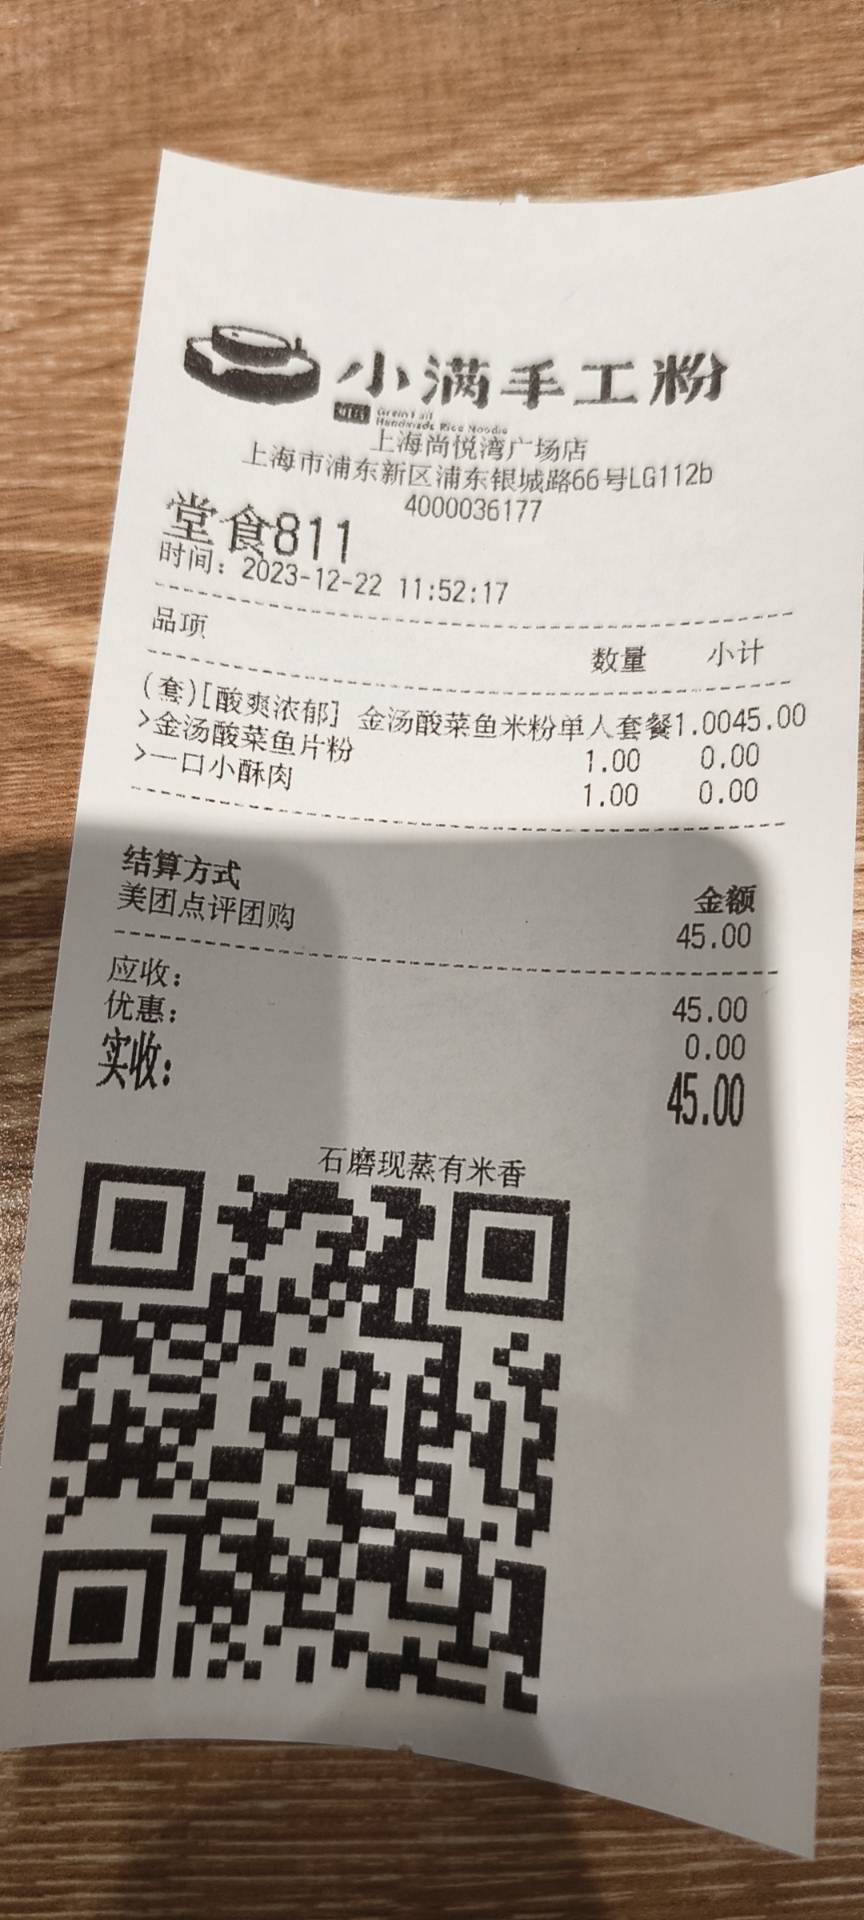 小满手工粉
Grain Full
Handmade Rice Noodle
上海尚悦湾广场店
上海市浦东新区浦东银城路66号LG112b
4000036177
堂食811
时间：2023-12-22 11:52:17
品项 数量 小计
(套)[酸爽浓郁] 金汤酸菜鱼米粉单人套餐1.0045.00
>金汤酸菜鱼片粉 1.00 0.00
>一口小酥肉 1.00 0.00
结算方式 金额
美团点评团购 45.00
应收： 45.00
优惠： 0.00
实收： 45.00
石磨现蒸有米香